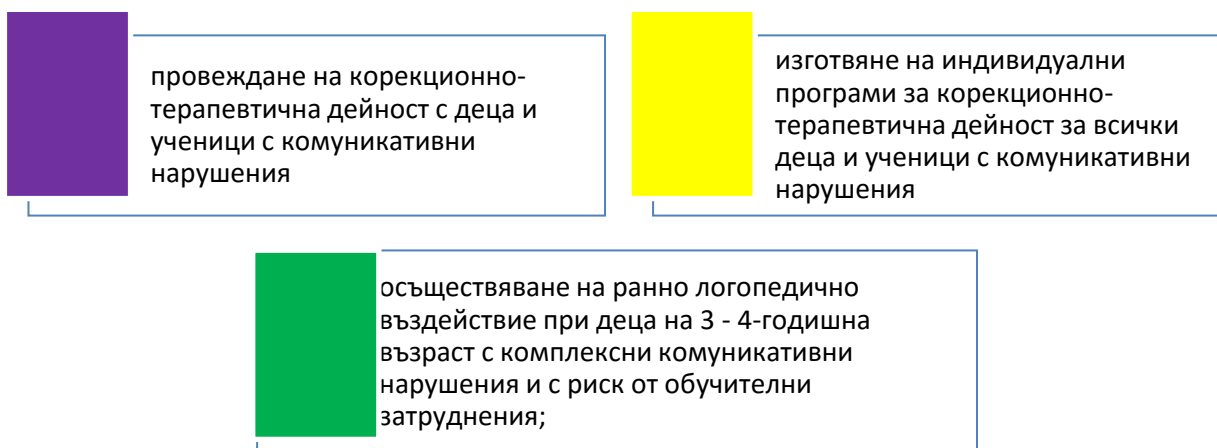 провеждане на корекционно-
терапевтична дейност с деца и
ученици с комуникативни
нарушения
изготвяне на индивидуални
програми за корекционно-
терапевтична дейност за всички
деца и ученици с комуникативни
нарушения
осъществяване на ранно логопедично
въздействие при деца на 3 - 4-годишна
възраст с комплексни комуникативни
нарушения и с риск от обучителни
затруднения;